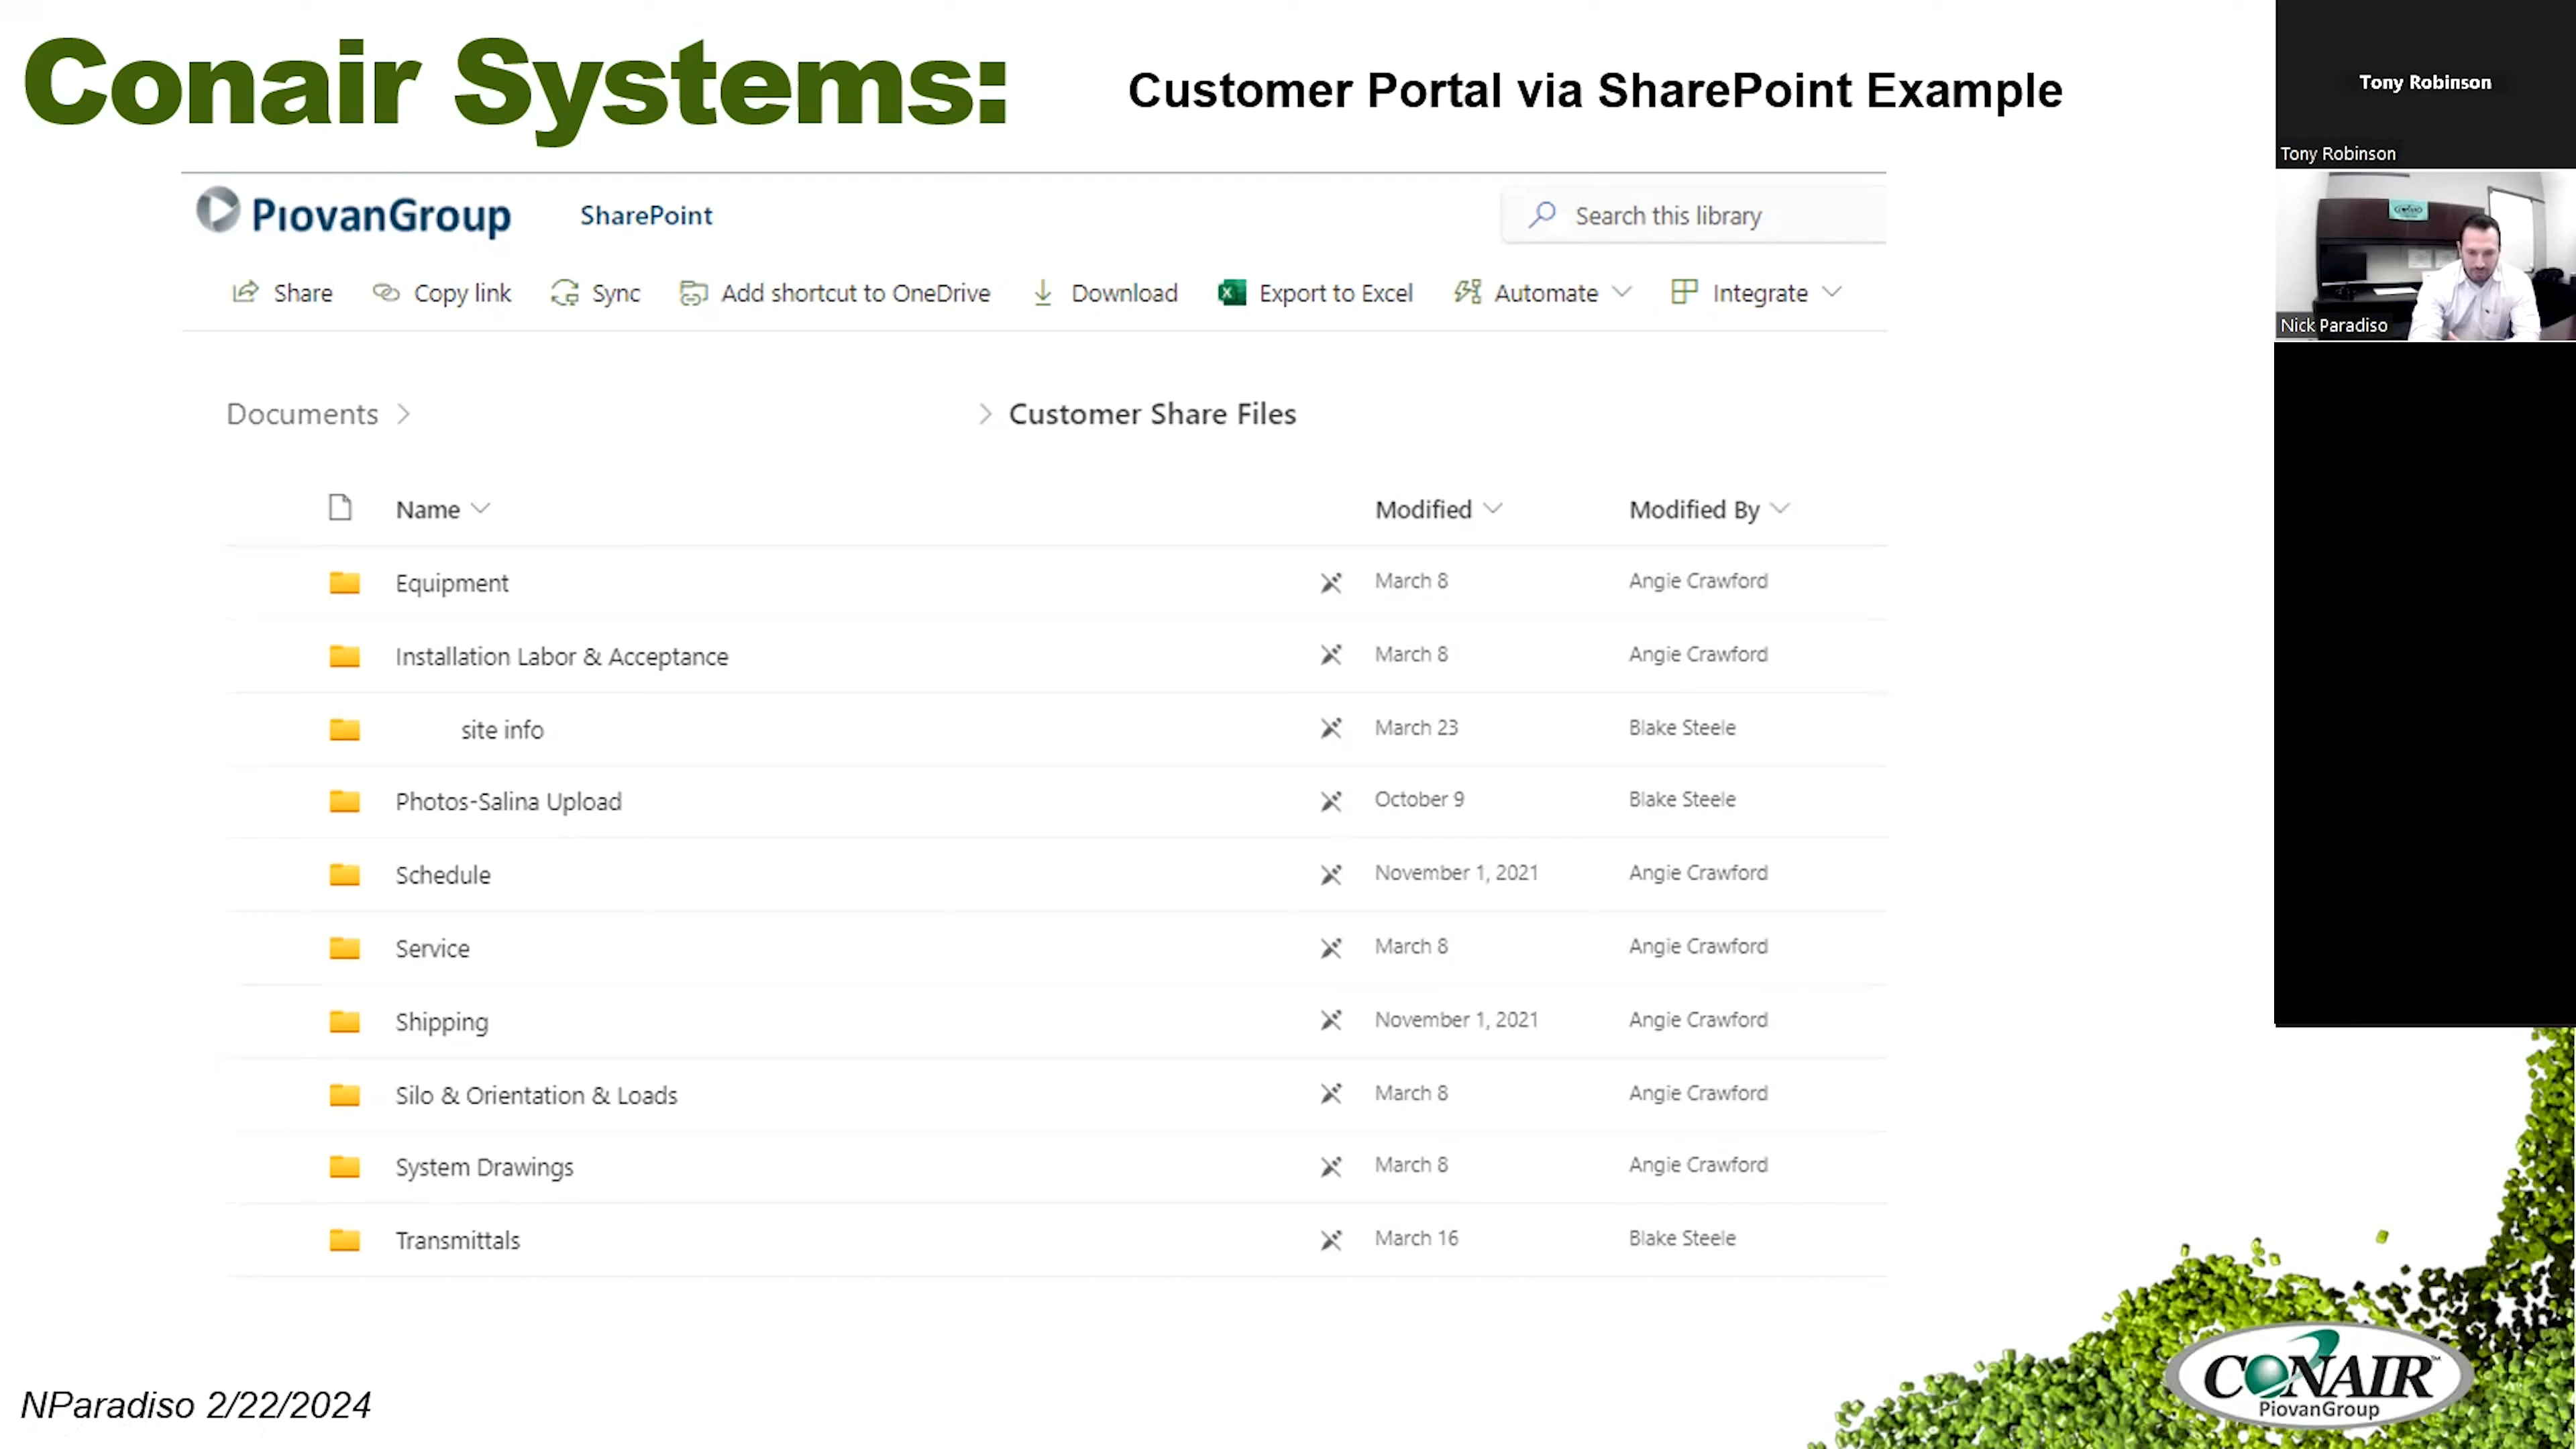 Conair Systems: Customer Portal via SharePoint Example
Tony Robinson
Tony Robinson
Nick Paradiso
PiovanGroup SharePoint Search this library
Share Copy link Sync Add shortcut to OneDrive Download Export to Excel Automate Integrate
Documents > > Customer Share Files
Name Modified Modified By
Equipment March 8 Angie Crawford
Installation Labor & Acceptance March 8 Angie Crawford
site info March 23 Blake Steele
Photos-Salina Upload October 9 Blake Steele
Schedule November 1, 2021 Angie Crawford
Service March 8 Angie Crawford
Shipping November 1, 2021 Angie Crawford
Silo & Orientation & Loads March 8 Angie Crawford
System Drawings March 8 Angie Crawford
Transmittals March 16 Blake Steele
NParadiso 2/22/2024
CONAIR™
PiovanGroup